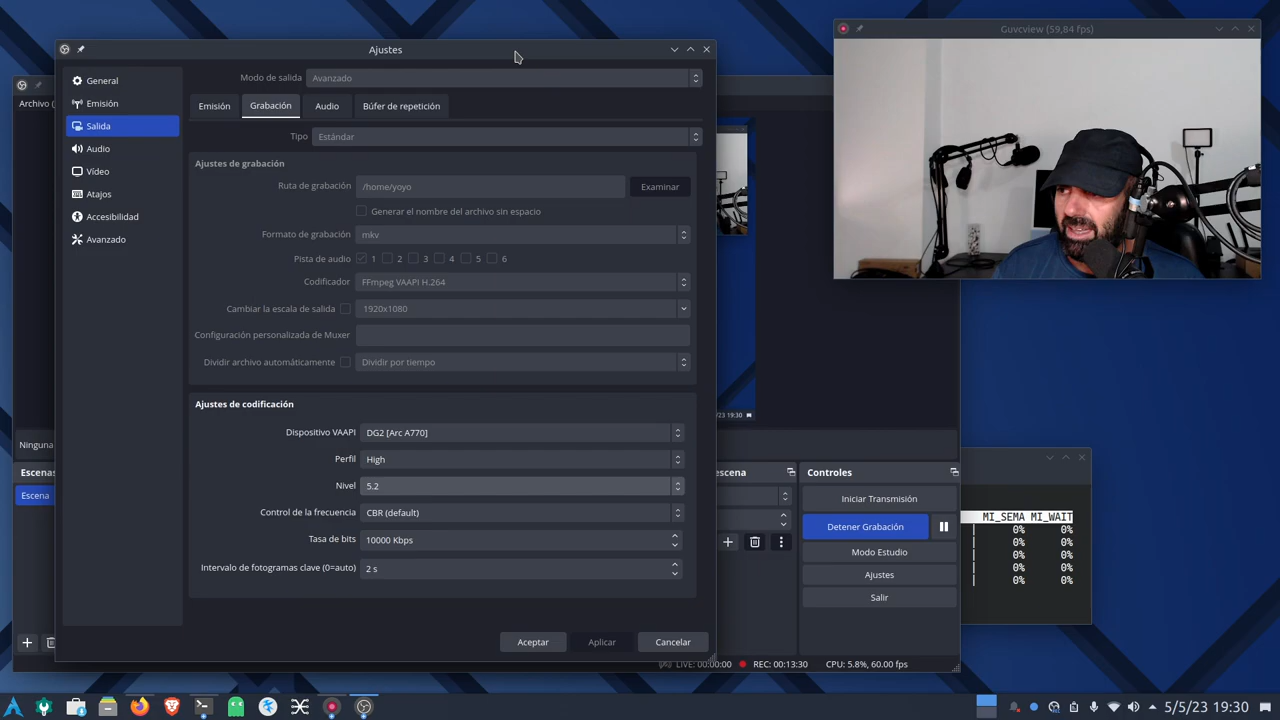 Ajustes
Guvcview (59,84 fps)
Archivo (
General
Emisión
Salida
Audio
Vídeo
Atajos
Accesibilidad
Avanzado
Modo de salida Avanzado
Emisión Grabación Audio Búfer de repetición
Tipo Estándar
Ajustes de grabación
Ruta de grabación /home/yoyo Examinar
Generar el nombre del archivo sin espacio
Formato de grabación mkv
Pista de audio 1 2 3 4 5 6
Codificador FFmpeg VAAPI H.264
Cambiar la escala de salida 1920x1080
Configuración personalizada de Muxer
Dividir archivo automáticamente Dividir por tiempo
Ajustes de codificación
Dispositivo VAAPI DG2 [Arc A770]
Perfil High
Nivel 5.2
Control de la frecuencia CBR (default)
Tasa de bits 10000 Kbps
Intervalo de fotogramas clave (0=auto) 2 s
Aceptar Aplicar Cancelar
/23 19:30
Ninguna
Escenas
Escena
escena
Controles
Iniciar Transmisión
Detener Grabación
Modo Estudio
Ajustes
Salir
MI_SEMA MI_WAIT
| 0% 0%
| 0% 0%
| 0% 0%
| 0% 0%
| 0% 0%
LIVE: 00:00:00 REC: 00:13:30 CPU: 5.8%, 60.00 fps
5/5/23 19:30